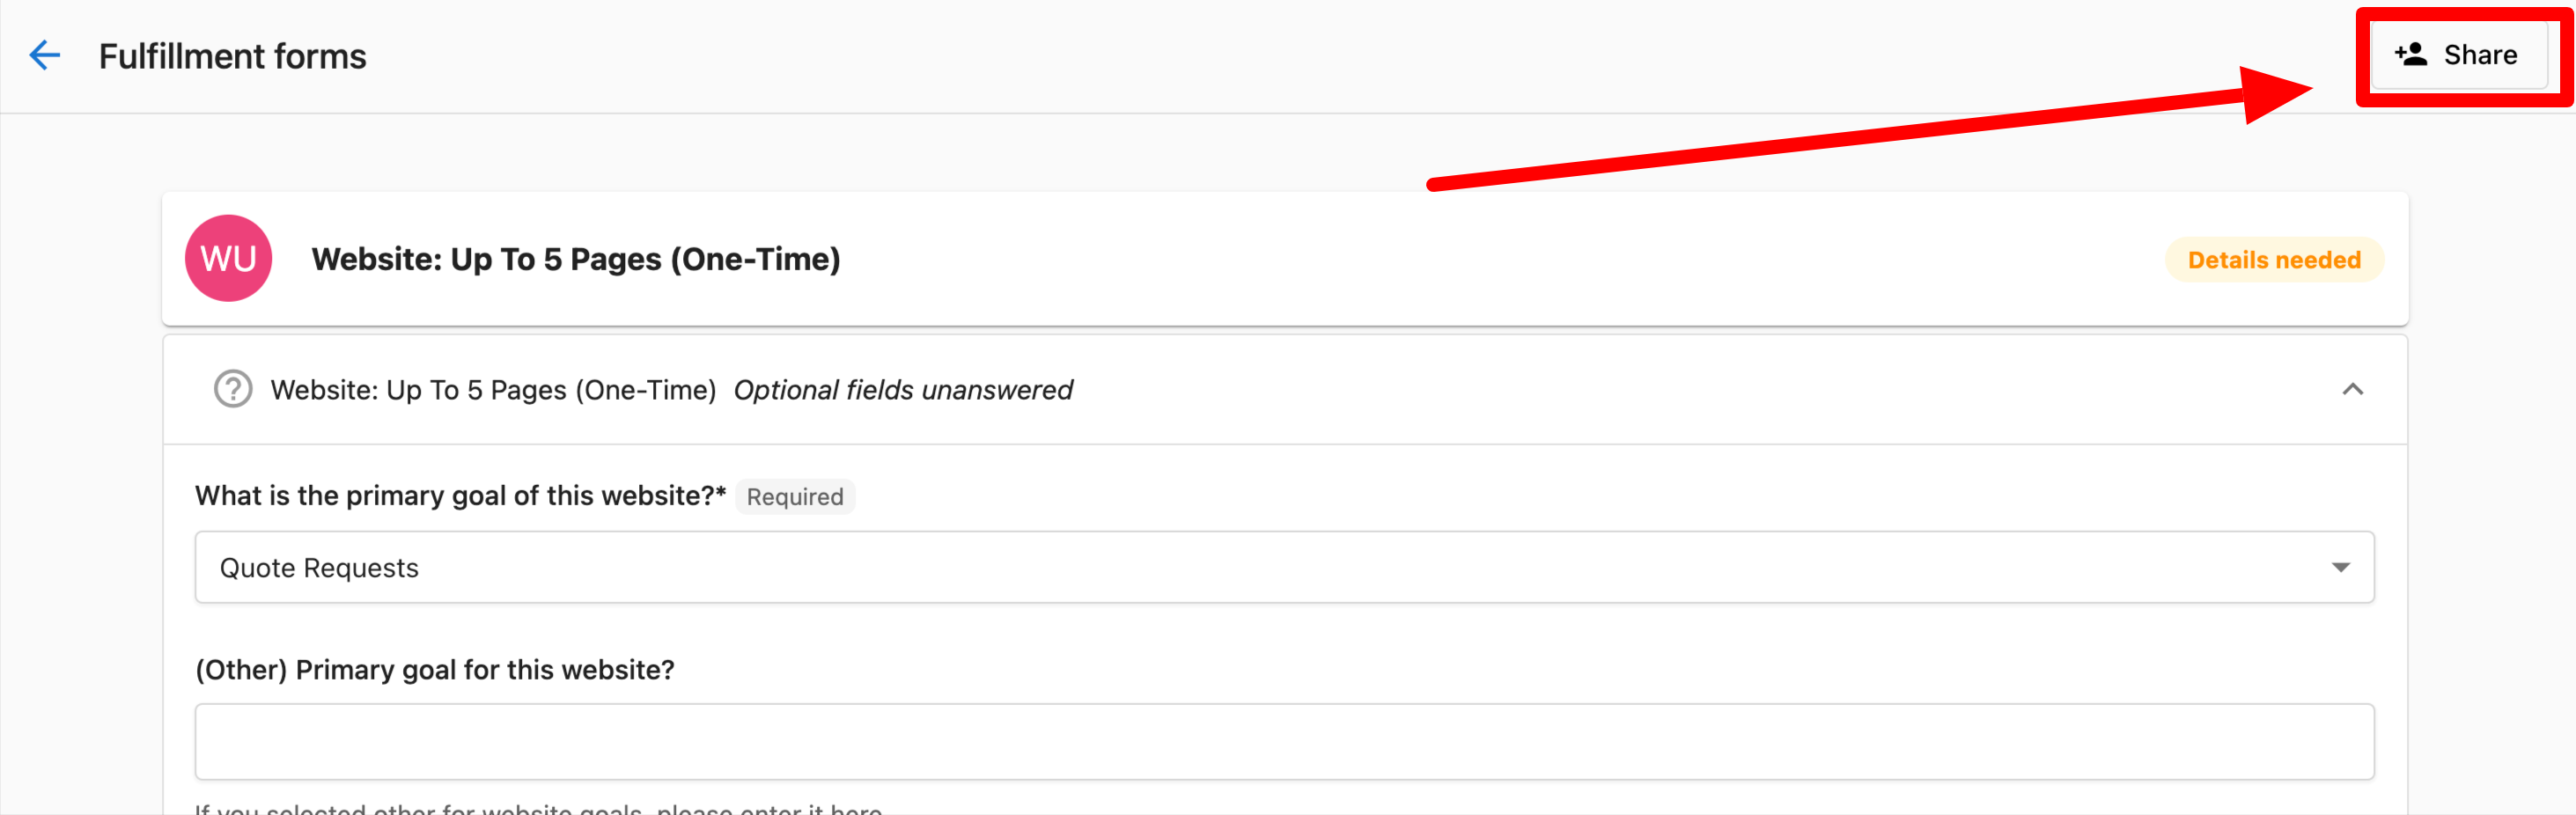 Fulfillment forms
Share
WU
Website: Up To 5 Pages (One-Time)
Details needed
Website: Up To 5 Pages (One-Time) Optional fields unanswered
What is the primary goal of this website?* Required
Quote Requests
(Other) Primary goal for this website?
If you selected other for website goals, please enter it here